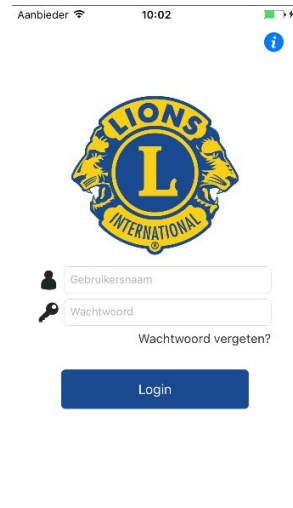 Aanbieder 10:02
i
LIONS
L
INTERNATIONAL
®
Gebruikersnaam
Wachtwoord
Wachtwoord vergeten?
Login